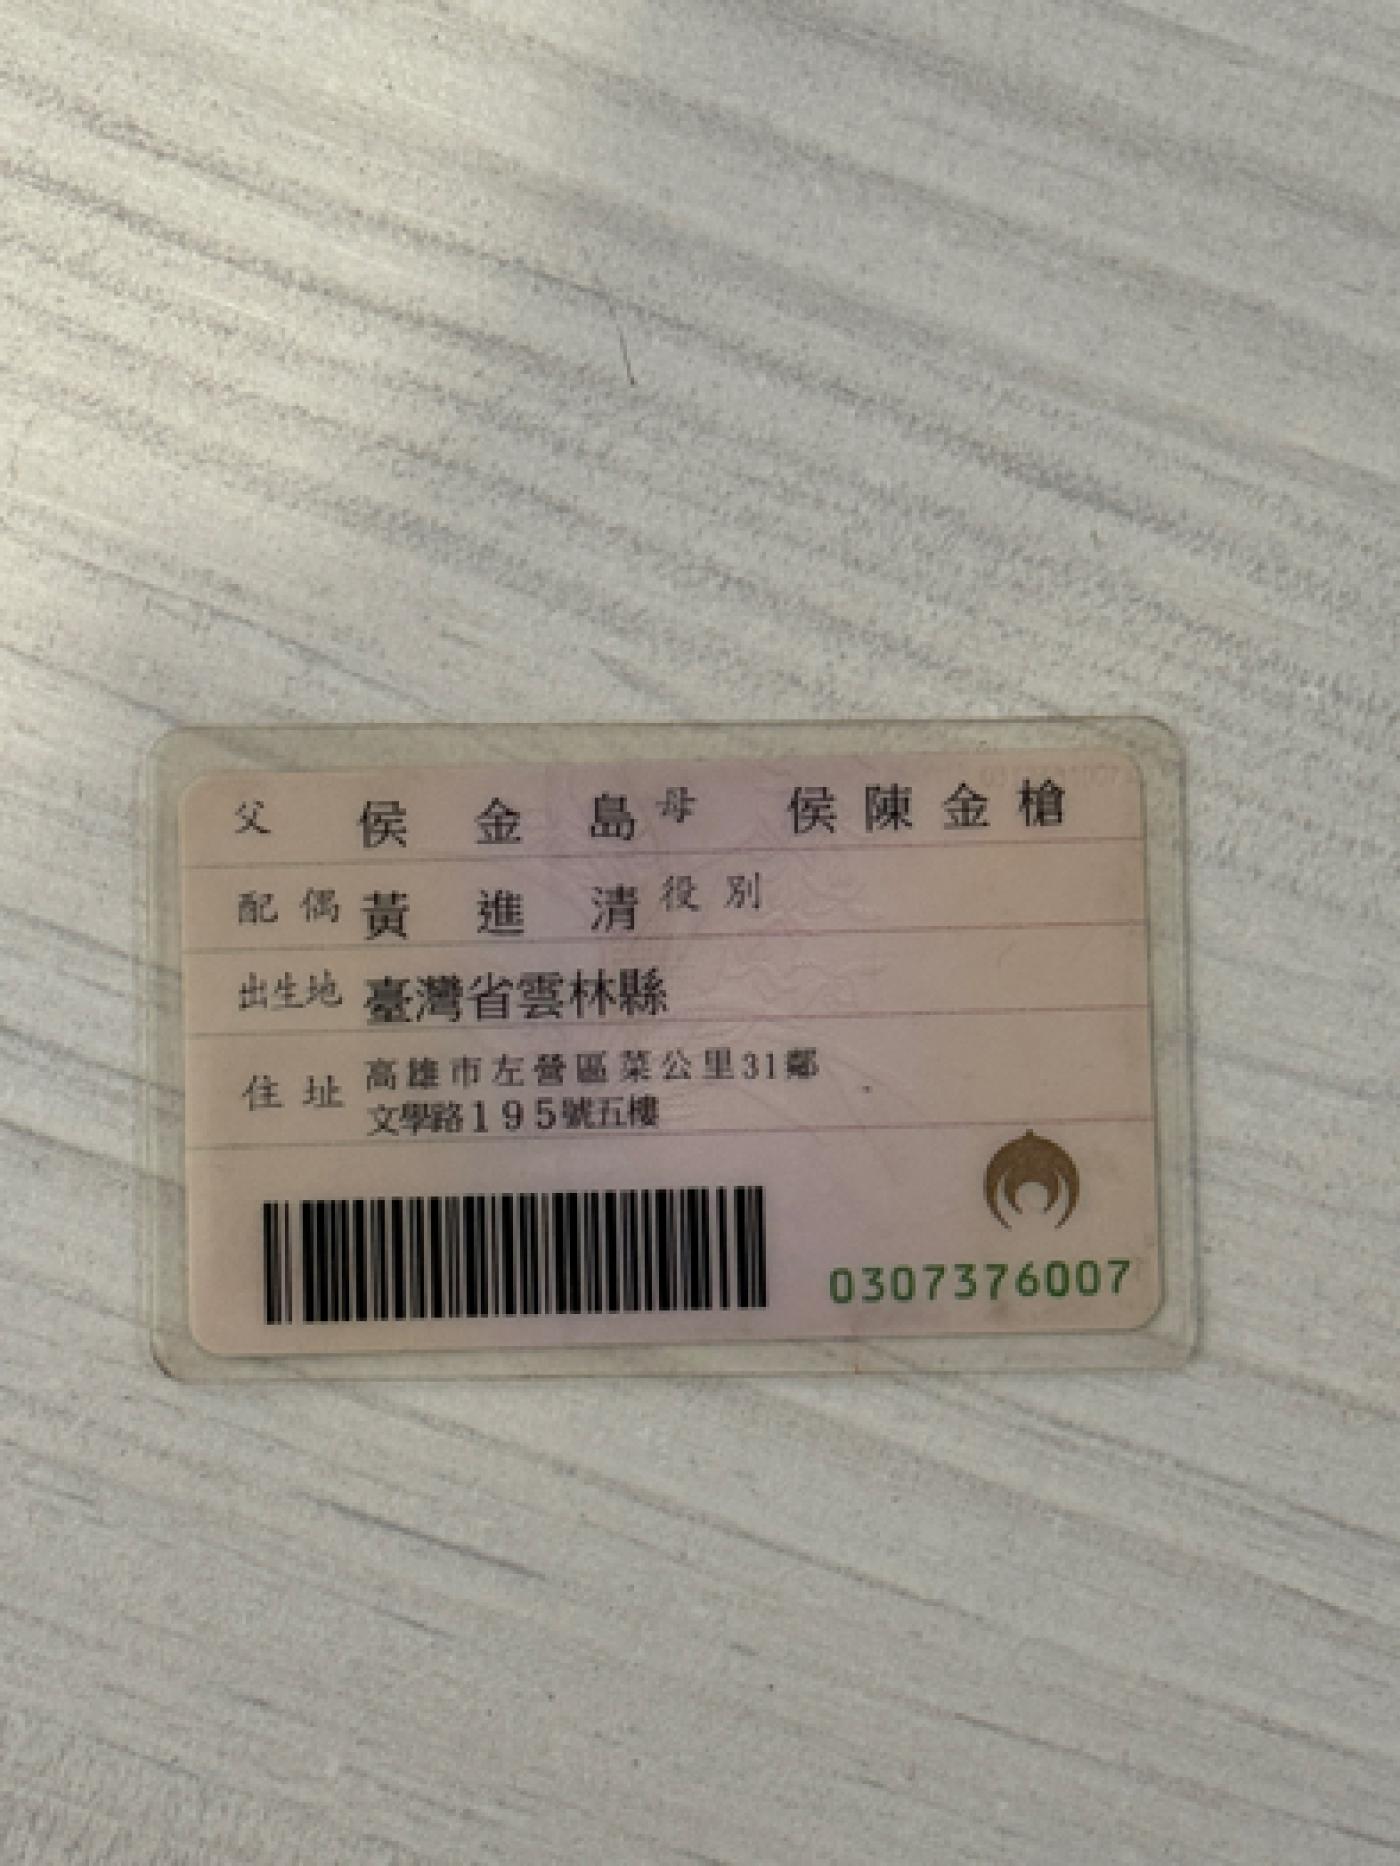 父 侯金島 母 侯陳金槍
配偶 黃進清 役別
出生地 臺灣省雲林縣
住址 高雄市左營區菜公里31鄰
文學路195號五樓
0307376007